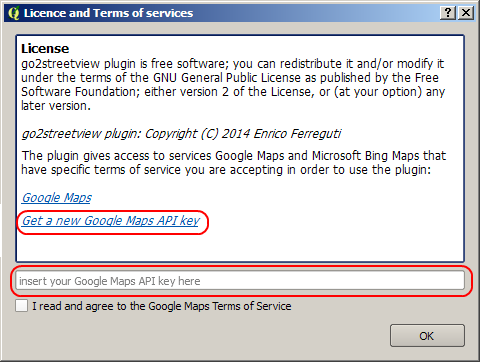 Licence and Terms of services
License
go2streetview plugin is free software; you can redistribute it and/or modify it
under the terms of the GNU General Public License as published by the Free
Software Foundation; either version 2 of the License, or (at your option) any
later version.
go2streetview plugin: Copyright (C) 2014 Enrico Ferreguti
The plugin gives access to services Google Maps and Microsoft Bing Maps that
have specific terms of service you are accepting in order to use the plugin:
Google Maps
Get a new Google Maps API key
insert your Google Maps API key here
I read and agree to the Google Maps Terms of Service
OK